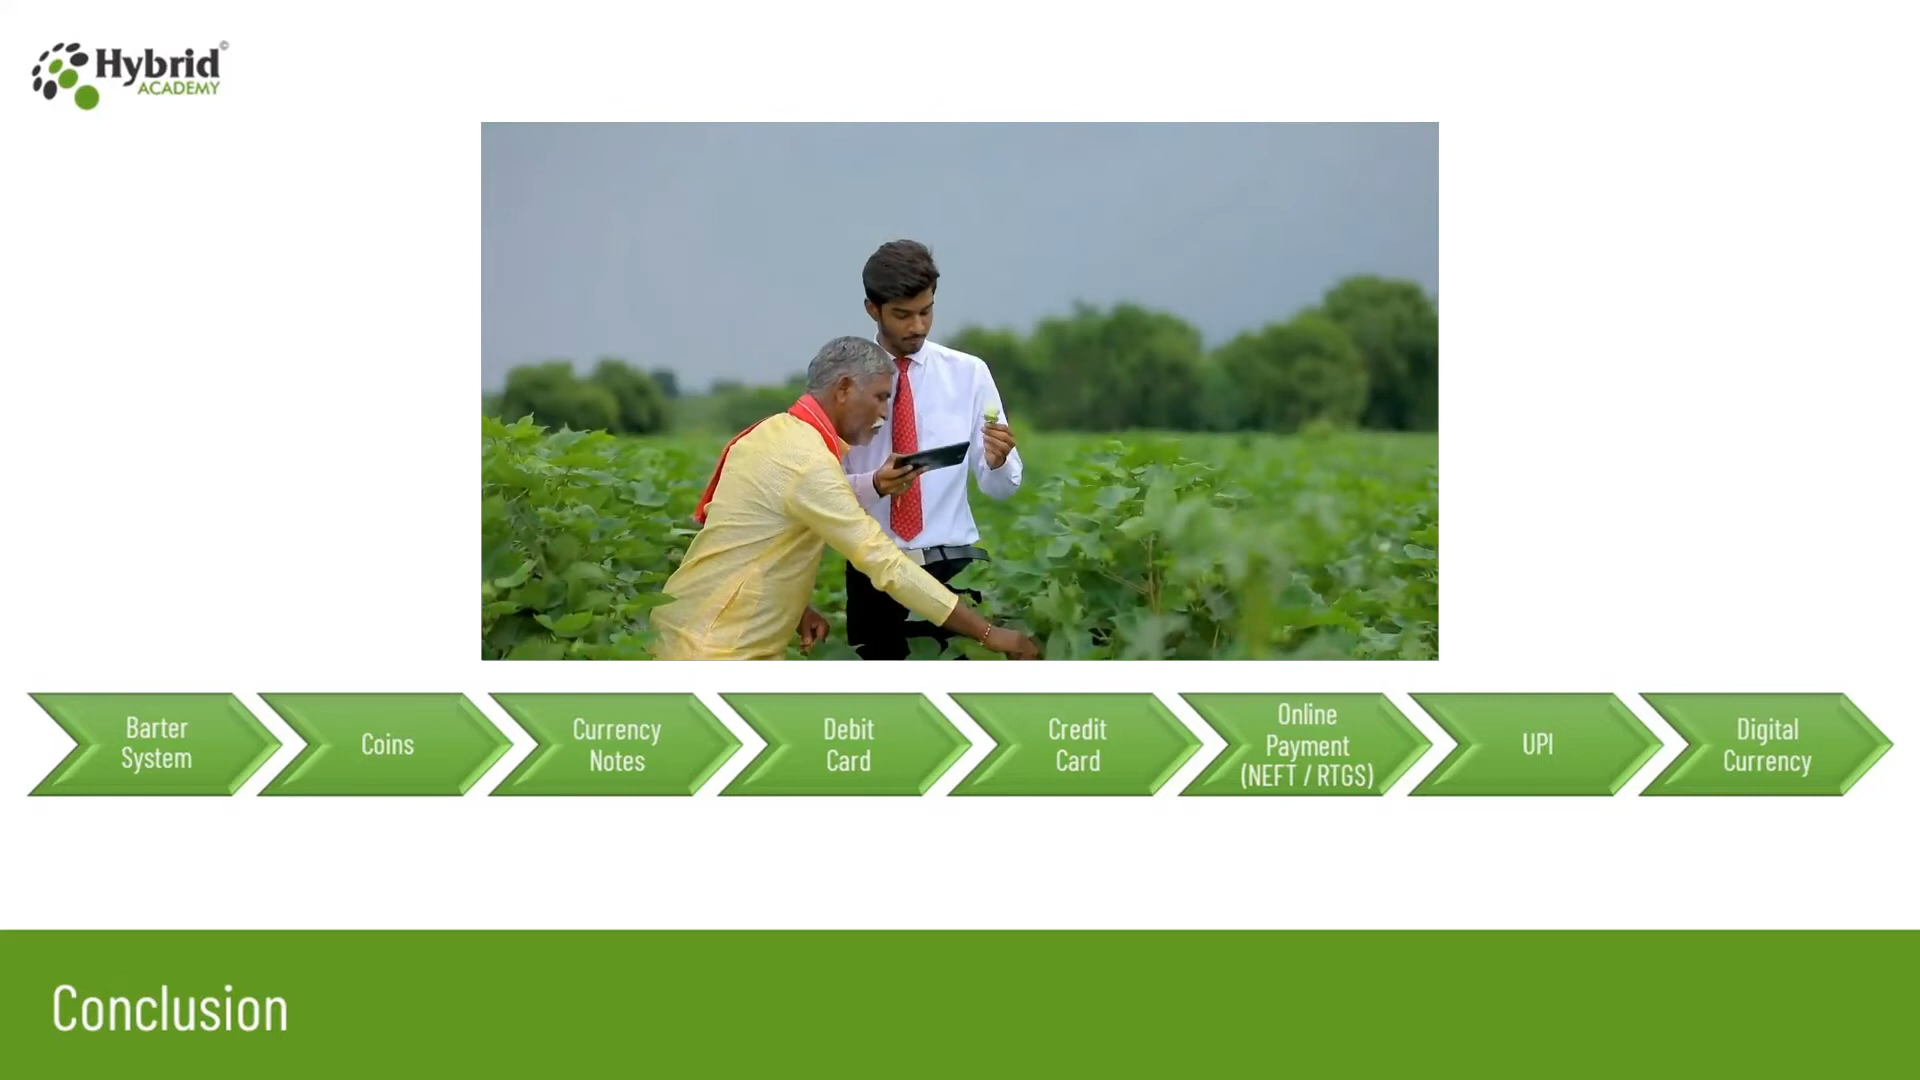 Hybrid©
ACADEMY
Barter
System
Coins
Currency
Notes
Debit
Card
Credit
Card
Online
Payment
(NEFT / RTGS)
UPI
Digital
Currency
Conclusion